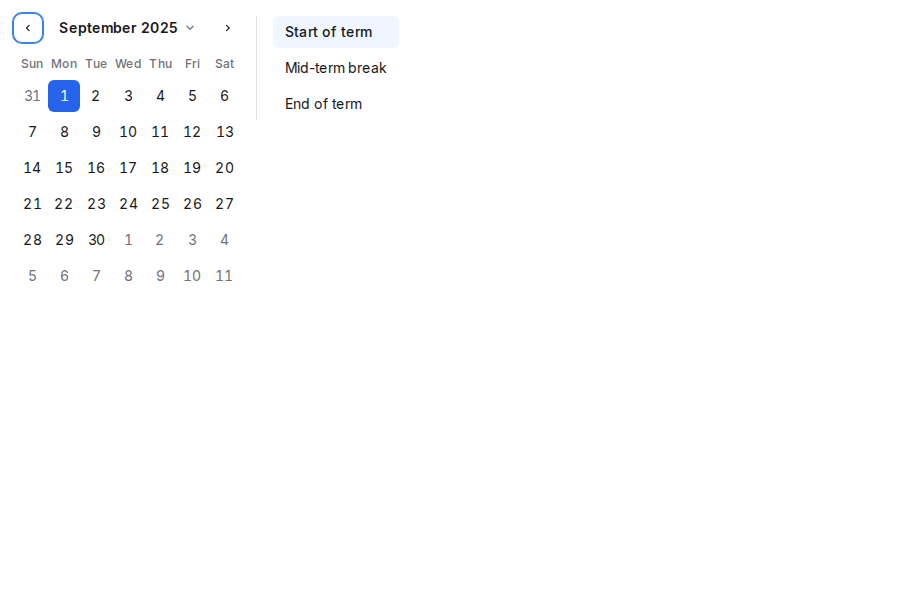 September 2025
Sun Mon Tue Wed Thu Fri Sat
31 1 2 3 4 5 6
7 8 9 10 11 12 13
14 15 16 17 18 19 20
21 22 23 24 25 26 27
28 29 30 1 2 3 4
5 6 7 8 9 10 11
Start of term
Mid-term break
End of term